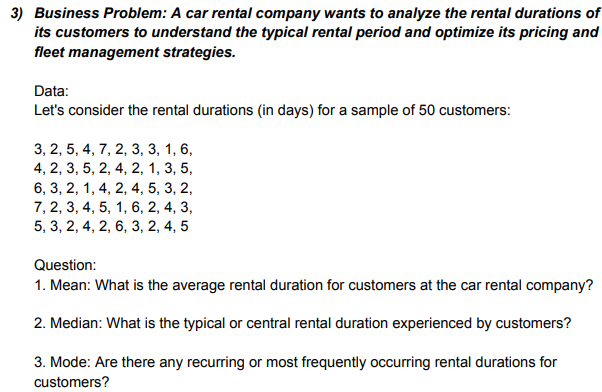 3) Business Problem: A car rental company wants to analyze the rental durations of
its customers to understand the typical rental period and optimize its pricing and
fleet management strategies.
Data:
Let's consider the rental durations (in days) for a sample of 50 customers:
3, 2, 5, 4, 7, 2, 3, 3, 1, 6,
4, 2, 3, 5, 2, 4, 2, 1, 3, 5,
6, 3, 2, 1, 4, 2, 4, 5, 3, 2,
7, 2, 3, 4, 5, 1, 6, 2, 4, 3,
5, 3, 2, 4, 2, 6, 3, 2, 4, 5
Question:
1. Mean: What is the average rental duration for customers at the car rental company?
2. Median: What is the typical or central rental duration experienced by customers?
3. Mode: Are there any recurring or most frequently occurring rental durations for
customers?